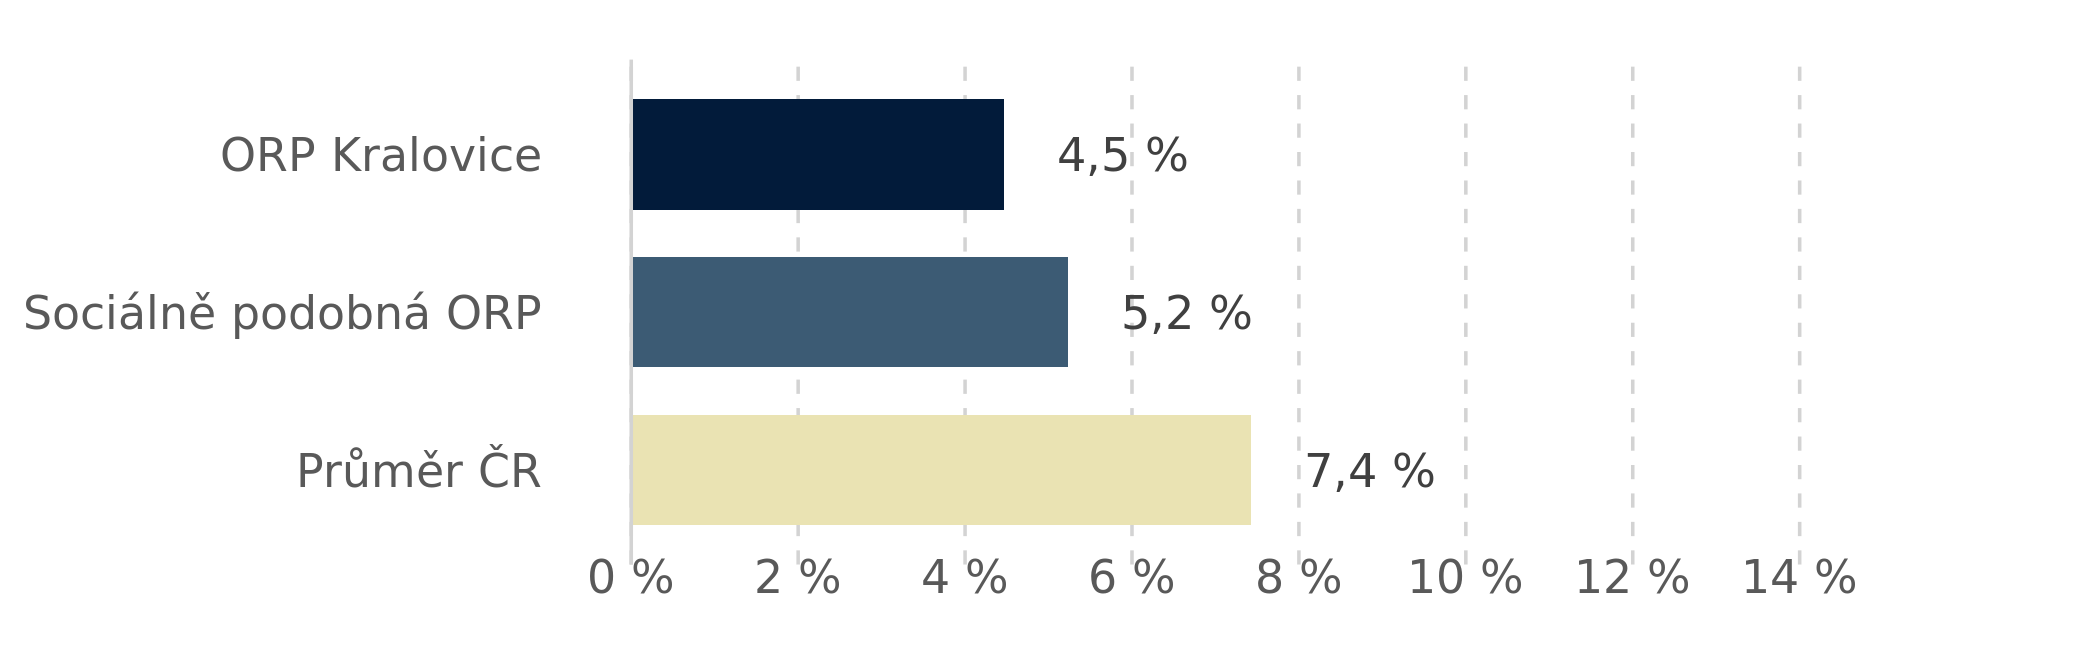 ORP Kralovice
4,5 %
Sociálně podobná ORP
5,2 %
Průměr ČR
7,4 %
0 % 2 % 4 % 6 % 8 % 10 % 12 % 14 %